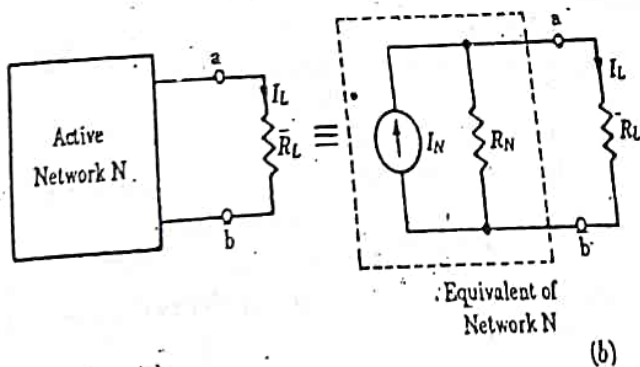 a
I_L
R_L
b
Active
Network N
≡
a
I_L
I_N
R_N
R_L
b
Equivalent of
Network N
(b)